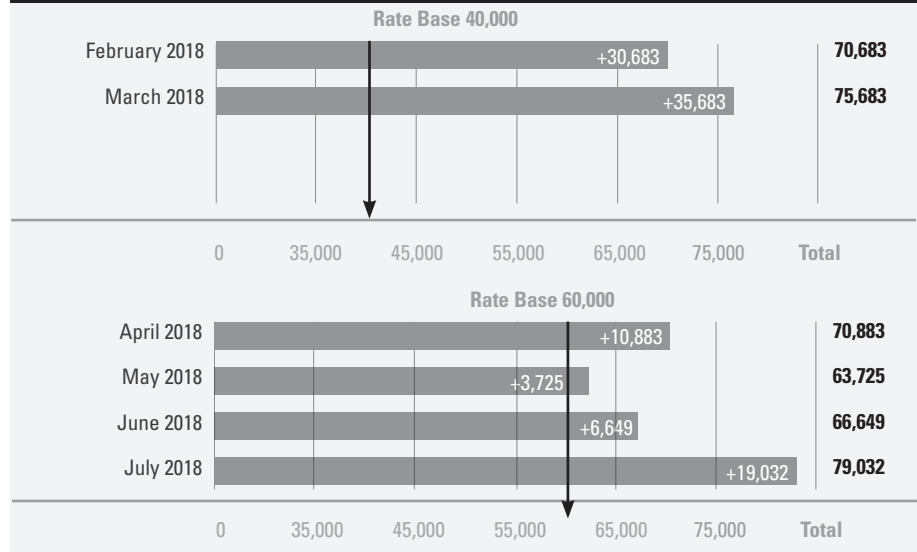 Rate Base 40,000
February 2018 +30,683 70,683
March 2018 +35,683 75,683
0 35,000 45,000 55,000 65,000 75,000 Total
Rate Base 60,000
April 2018 +10,883 70,883
May 2018 +3,725 63,725
June 2018 +6,649 66,649
July 2018 +19,032 79,032
0 35,000 45,000 55,000 65,000 75,000 Total